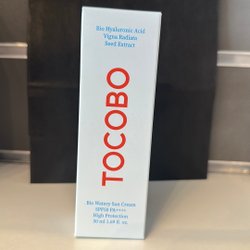 Bio Hyaluronic Acid
Vigna Radiata
Seed Extract
TOCOBO
Bio Watery Sun Cream
SPF50 PA++++
High Protection
50 ml 1.69 fl. oz.